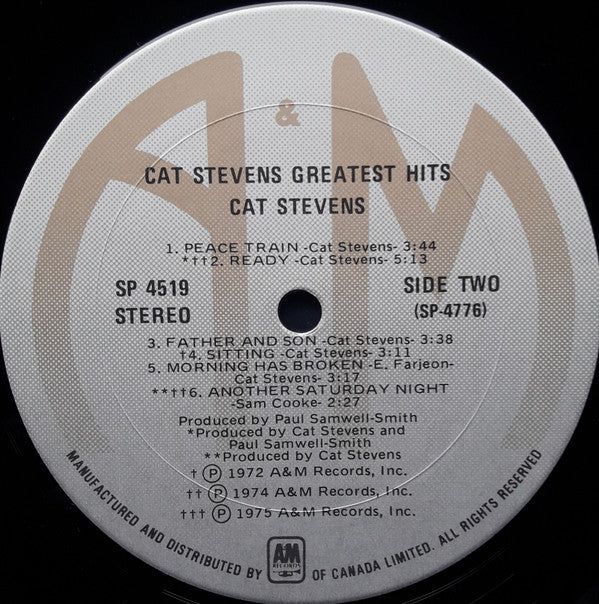 A&M
CAT STEVENS GREATEST HITS
CAT STEVENS
1. PEACE TRAIN -Cat Stevens- 3:44
*††2. READY -Cat Stevens- 5:13
SP 4519
STEREO
SIDE TWO
(SP-4776)
3. FATHER AND SON -Cat Stevens- 3:38
†4. SITTING -Cat Stevens- 3:11
5. MORNING HAS BROKEN -E. Farjeon-
Cat Stevens- 3:17
**††6. ANOTHER SATURDAY NIGHT
-Sam Cooke- 2:27
Produced by Paul Samwell-Smith
*Produced by Cat Stevens and
Paul Samwell-Smith
**Produced by Cat Stevens
† Ⓟ 1972 A&M Records, Inc.
†† Ⓟ 1974 A&M Records, Inc.
††† Ⓟ 1975 A&M Records, Inc.
MANUFACTURED AND DISTRIBUTED BY A&M RECORDS OF CANADA LIMITED. ALL RIGHTS RESERVED